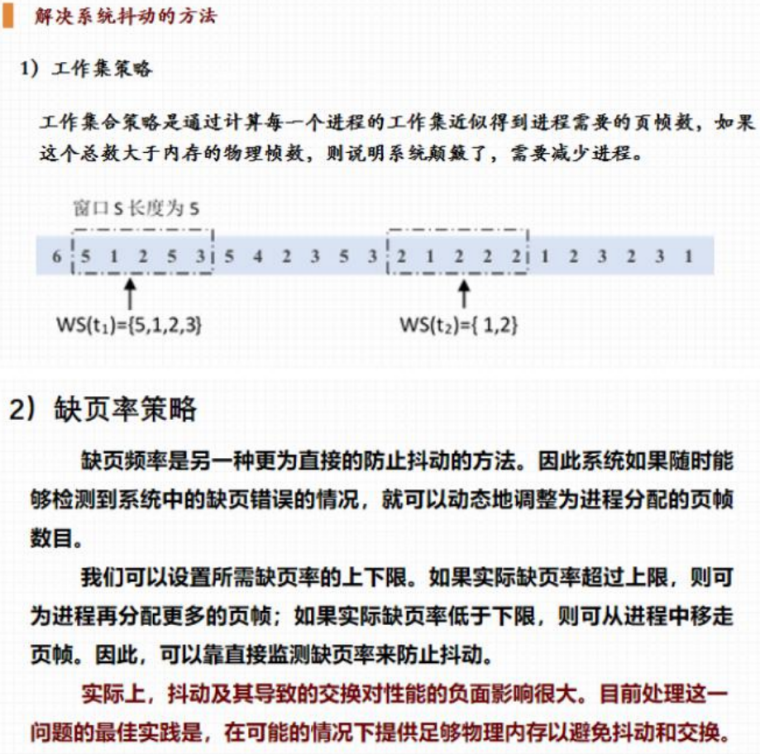 解决系统抖动的方法
1）工作集策略
工作集合策略是通过计算每一个进程的工作集近似得到进程需要的页帧数，如果
这个总数大于内存的物理帧数，则说明系统颠簸了，需要减少进程。
窗口 S 长度为 5
6 5 1 2 5 3 5 4 2 3 5 3 2 1 2 2 2 1 2 3 2 3 1
WS(t₁)={5,1,2,3} WS(t₂)={ 1,2}
2）缺页率策略
缺页频率是另一种更为直接的防止抖动的方法。因此系统如果随时能
够检测到系统中的缺页错误的情况，就可以动态地调整为进程分配的页帧
数目。
我们可以设置所需缺页率的上下限。如果实际缺页率超过上限，则可
为进程再分配更多的页帧；如果实际缺页率低于下限，则可从进程中移走
页帧。因此，可以靠直接监测缺页率来防止抖动。
实际上，抖动及其导致的交换对性能的负面影响很大。目前处理这一
问题的最佳实践是，在可能的情况下提供足够物理内存以避免抖动和交换。